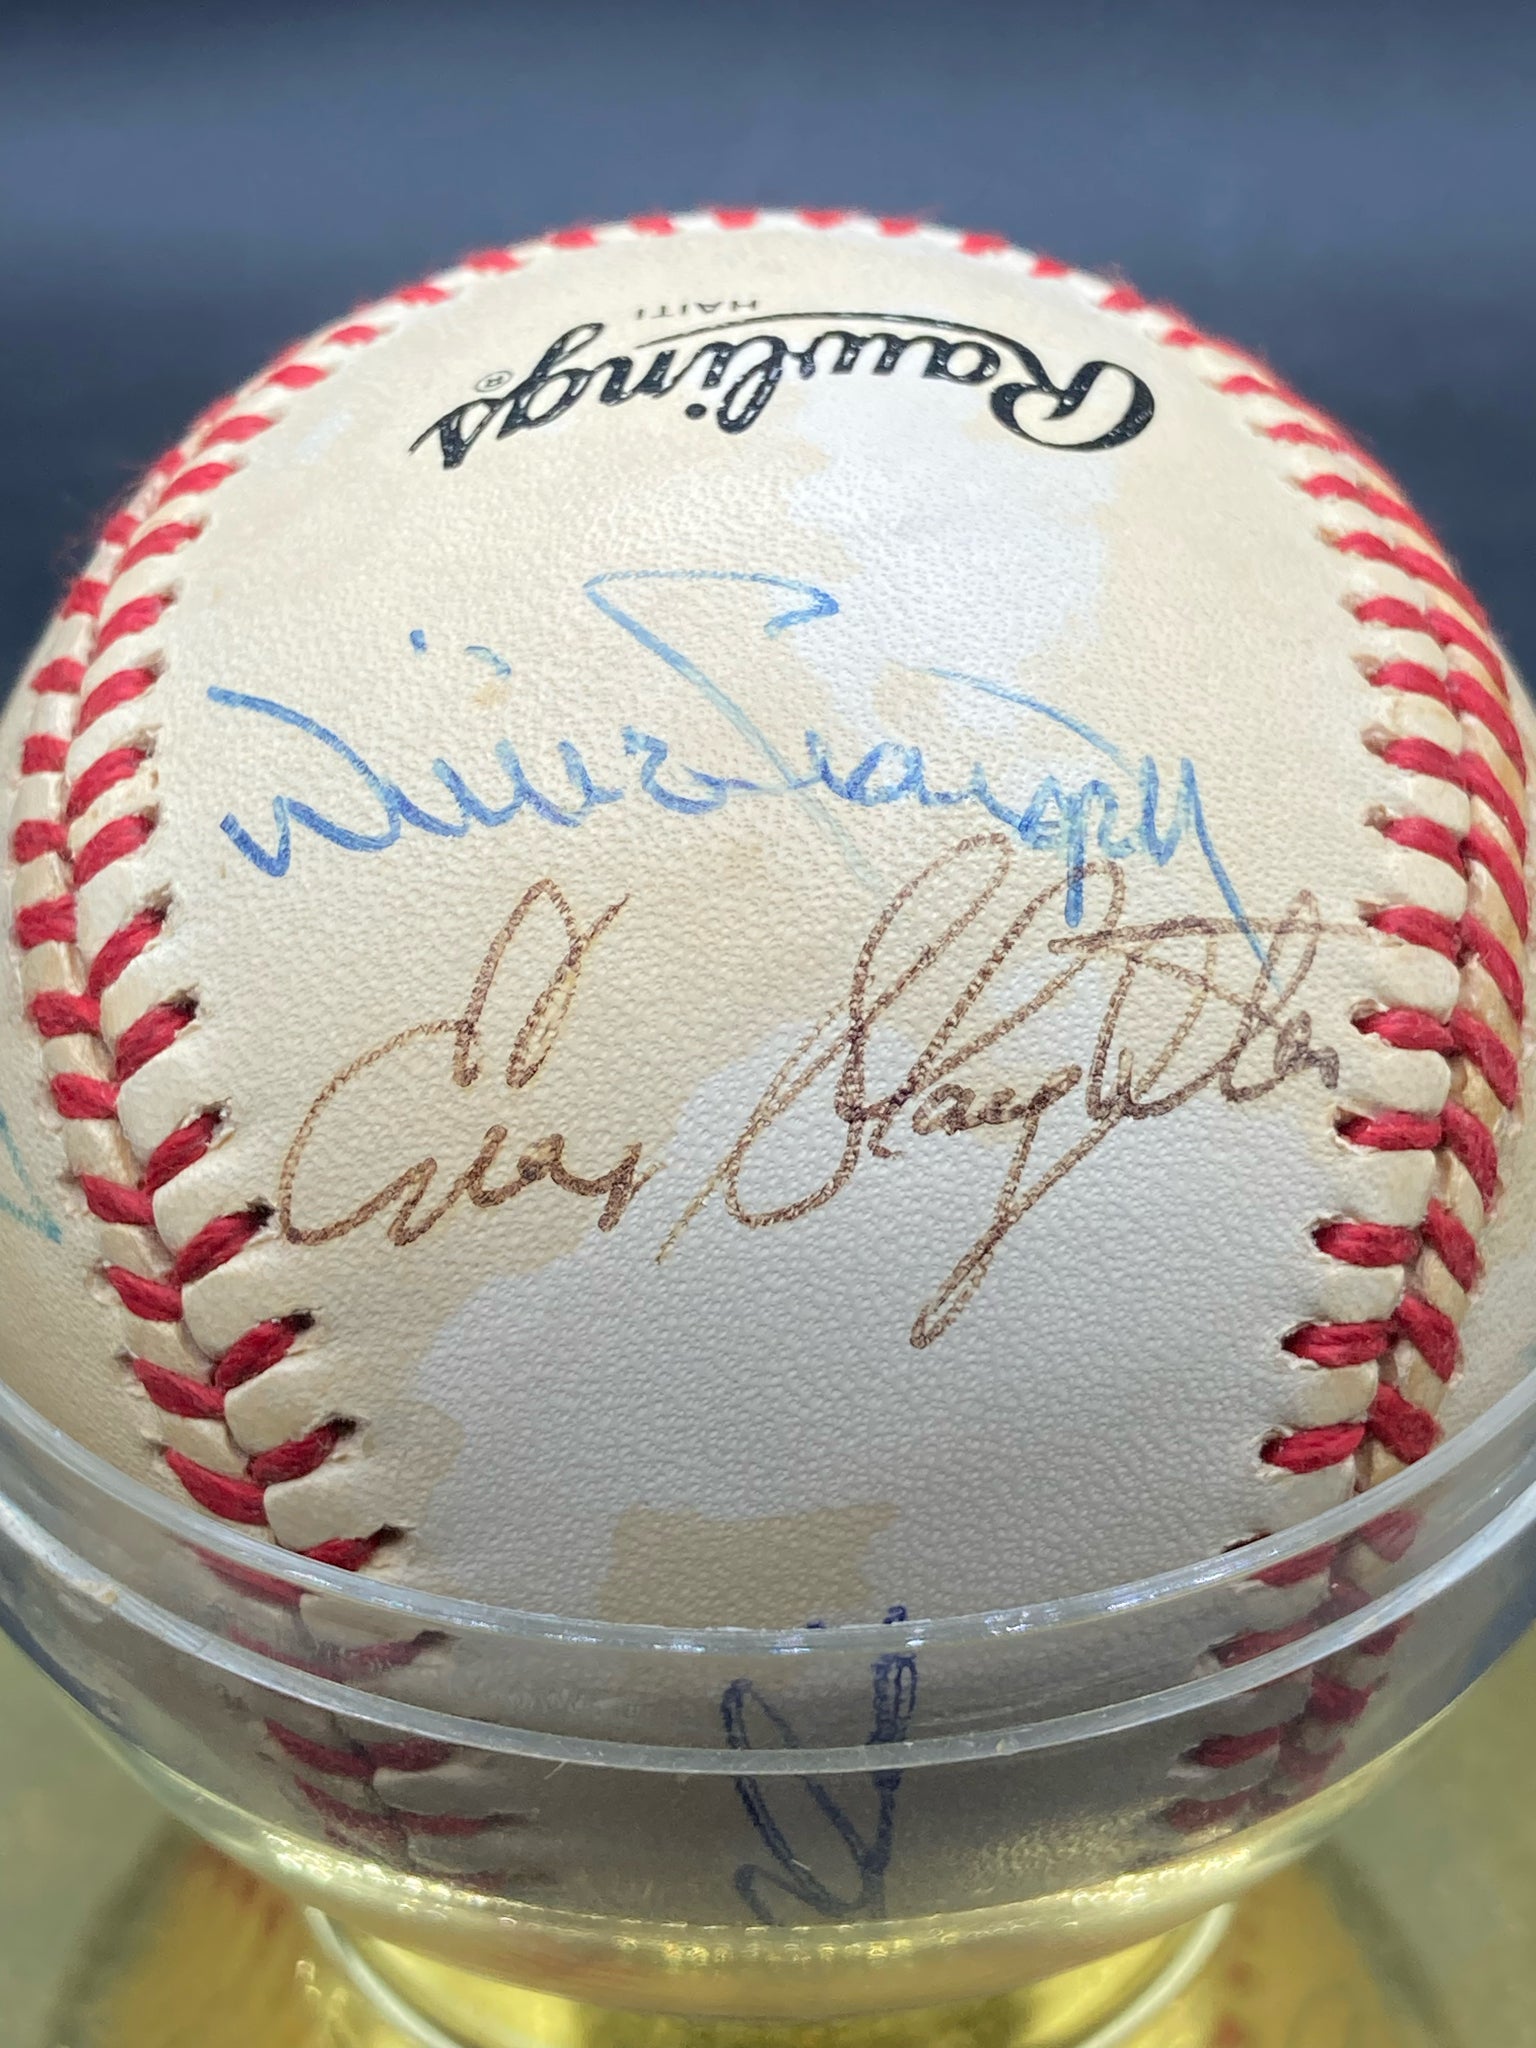 HAITI
Rawlings®
Willie Stargell
Enos Slaughter